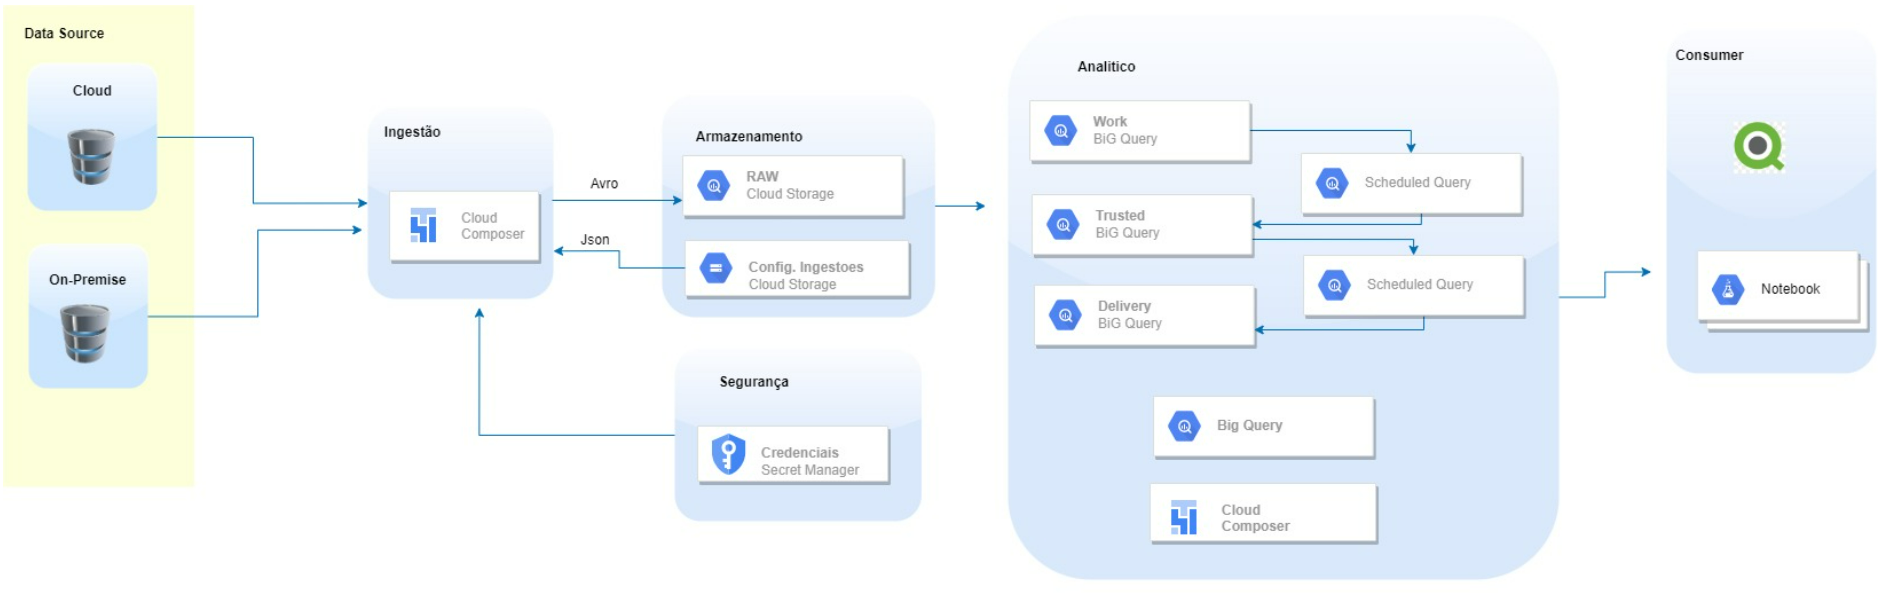 Data Source
Cloud
On-Premise
Ingestão
Cloud
Composer
Avro
Json
Armazenamento
RAW
Cloud Storage
Config. Ingestoes
Cloud Storage
Segurança
Credenciais
Secret Manager
Analitico
Work
BiG Query
Scheduled Query
Trusted
BiG Query
Scheduled Query
Delivery
BiG Query
Big Query
Cloud
Composer
Consumer
Notebook